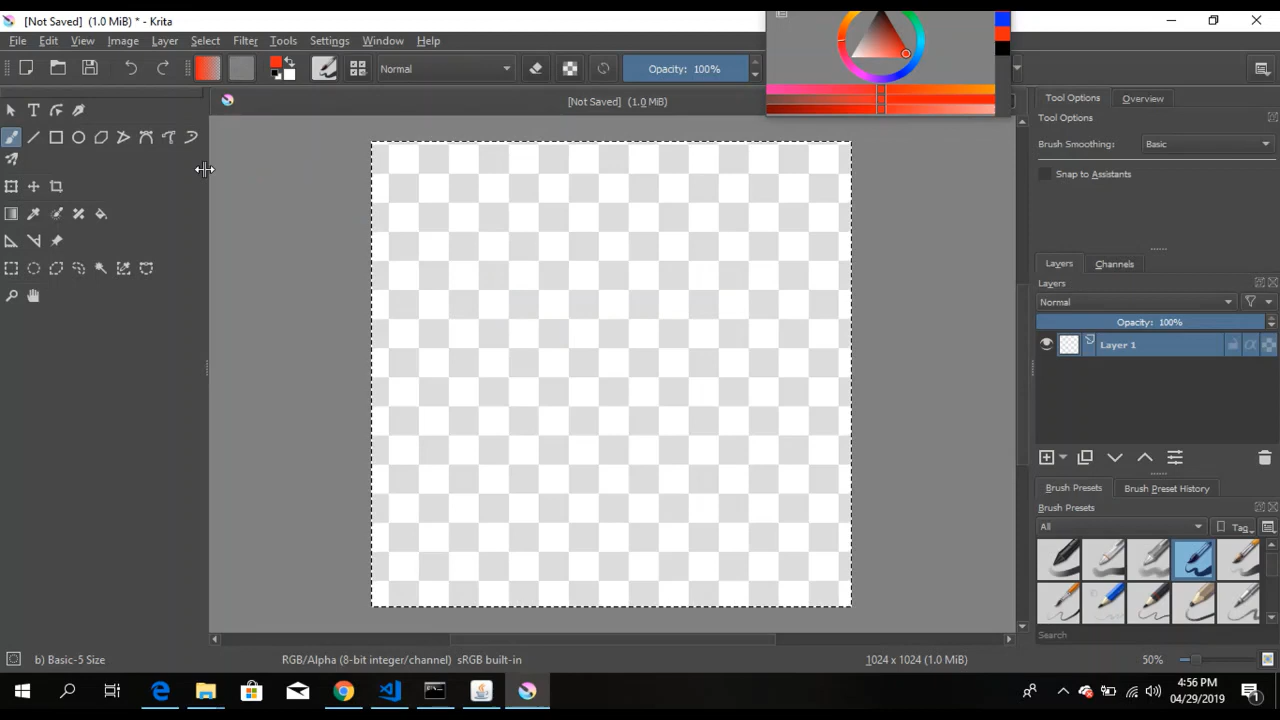 [Not Saved] (1.0 MiB) * - Krita
File Edit View Image Layer Select Filter Tools Settings Window Help
Normal Opacity: 100%
[Not Saved] (1.0 MiB)
Tool Options Overview
Tool Options
Brush Smoothing: Basic
Snap to Assistants
Layers Channels
Layers
Normal
Opacity: 100%
Layer 1
Brush Presets Brush Preset History
Brush Presets
All Tag
Search
b) Basic-5 Size RGB/Alpha (8-bit integer/channel) sRGB built-in 1024 x 1024 (1.0 MiB) 50%
4:56 PM
04/29/2019
1